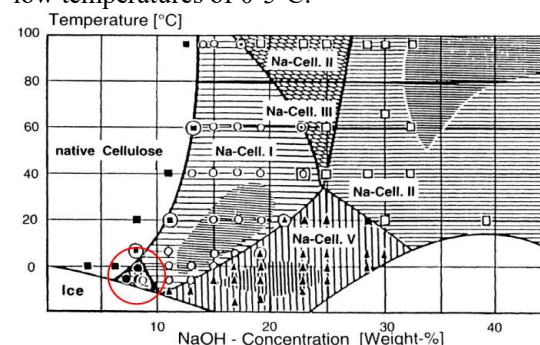 low temperatures of 0-5°C.
Temperature [°C]
100
Na-Cell. II
80
Na-Cell. III
60
native Cellulose
Na-Cell. I
40
Na-Cell. II
20
Na-Cell. V
0
Ice
10 20 30 40
NaOH - Concentration [Weight-%]